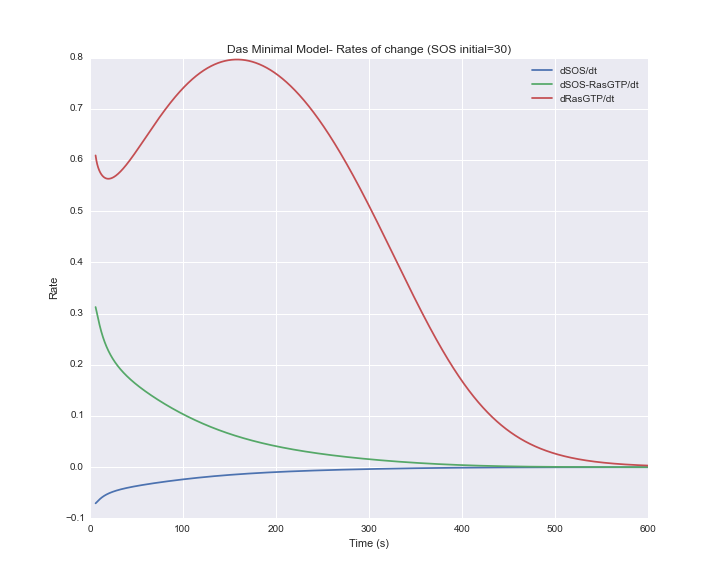 Das Minimal Model- Rates of change (SOS initial=30)
dSOS/dt
dSOS-RasGTP/dt
dRasGTP/dt
0.8
0.7
0.6
0.5
0.4
0.3
0.2
0.1
0.0
−0.1
Rate
0 100 200 300 400 500 600
Time (s)